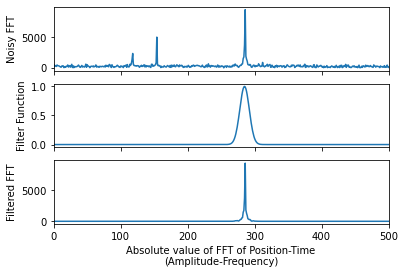 Noisy FFT
5000
0
Filter Function
1.0
0.5
0.0
Filtered FFT
5000
0
0 100 200 300 400 500
Absolute value of FFT of Position-Time
(Amplitude-Frequency)